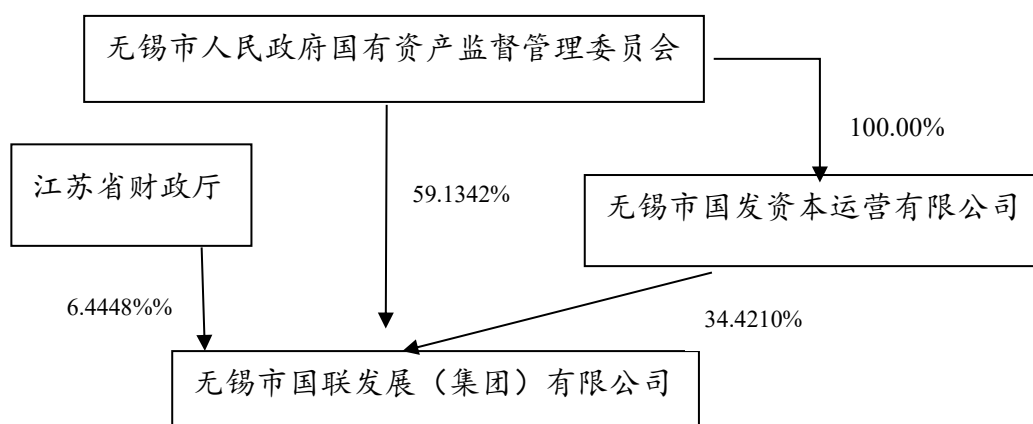 无锡市人民政府国有资产监督管理委员会
100.00%
江苏省财政厅
59.1342%
无锡市国发资本运营有限公司
6.4448%%
34.4210%
无锡市国联发展（集团）有限公司